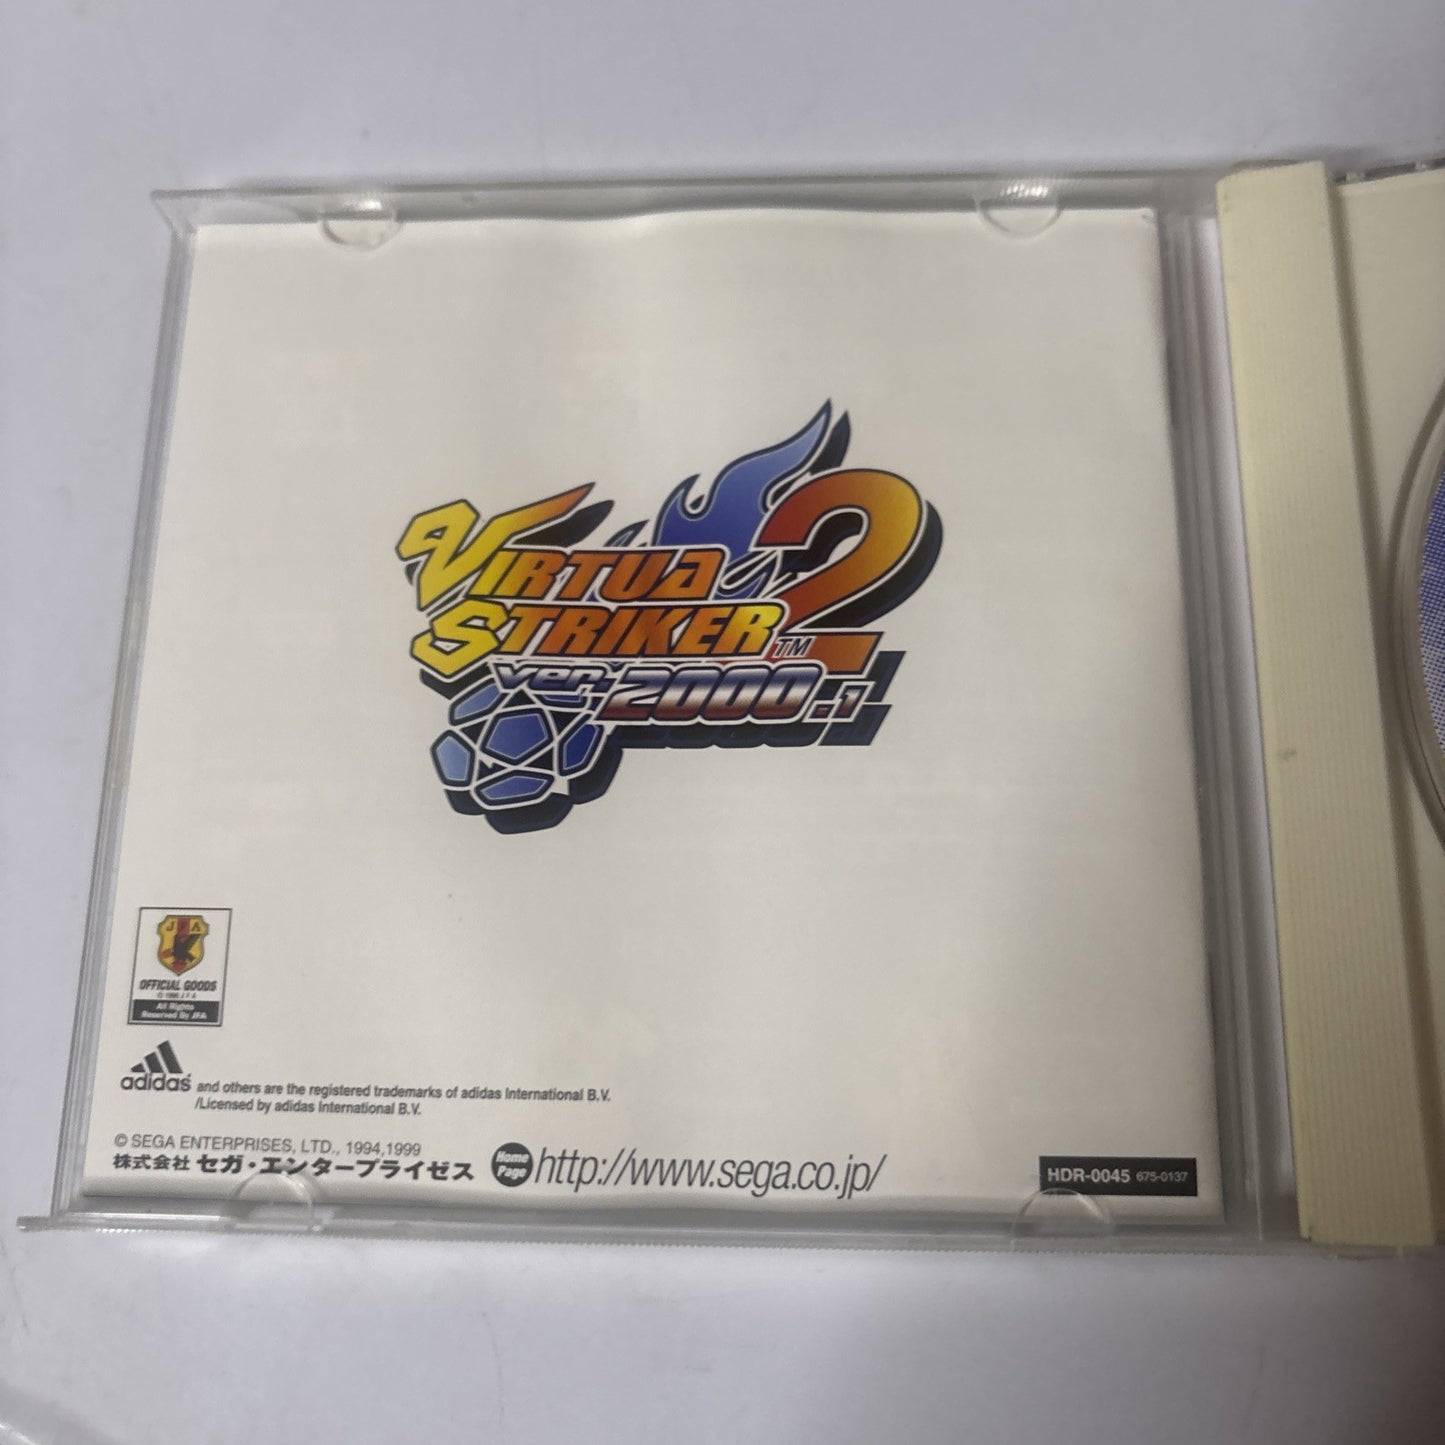 VIRTUA
STRIKER 2
TM
ver. 2000.1
JFA
OFFICIAL GOODS
© 1996 J F A
All Rights
Reserved By JFA
adidas and others are the registered trademarks of adidas International B.V.
/Licensed by adidas International B.V.
© SEGA ENTERPRISES, LTD., 1994,1999
株式会社 セガ・エンタープライゼス
Home
Page
http://www.sega.co.jp/
HDR-0045 675-0137